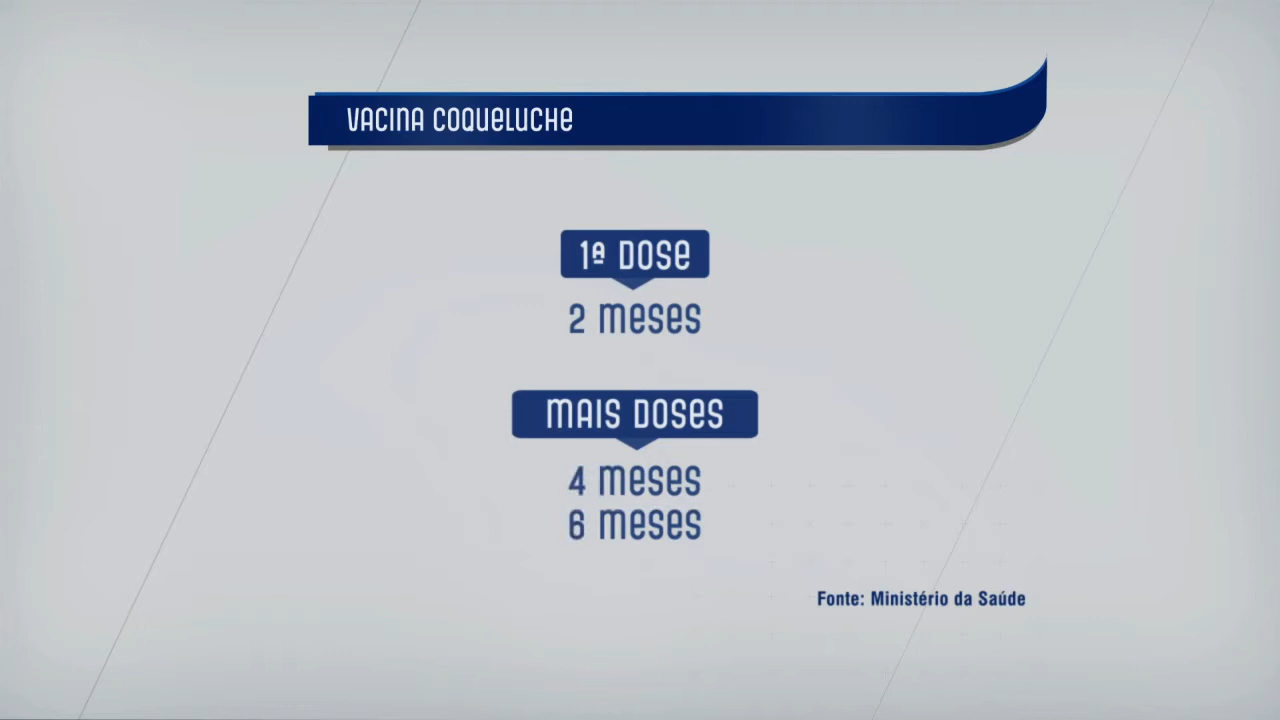 VACINA COQUELUCHE
1ª DOSE
2 MESES
MAIS DOSES
4 MESES
6 MESES
Fonte: Ministério da Saúde